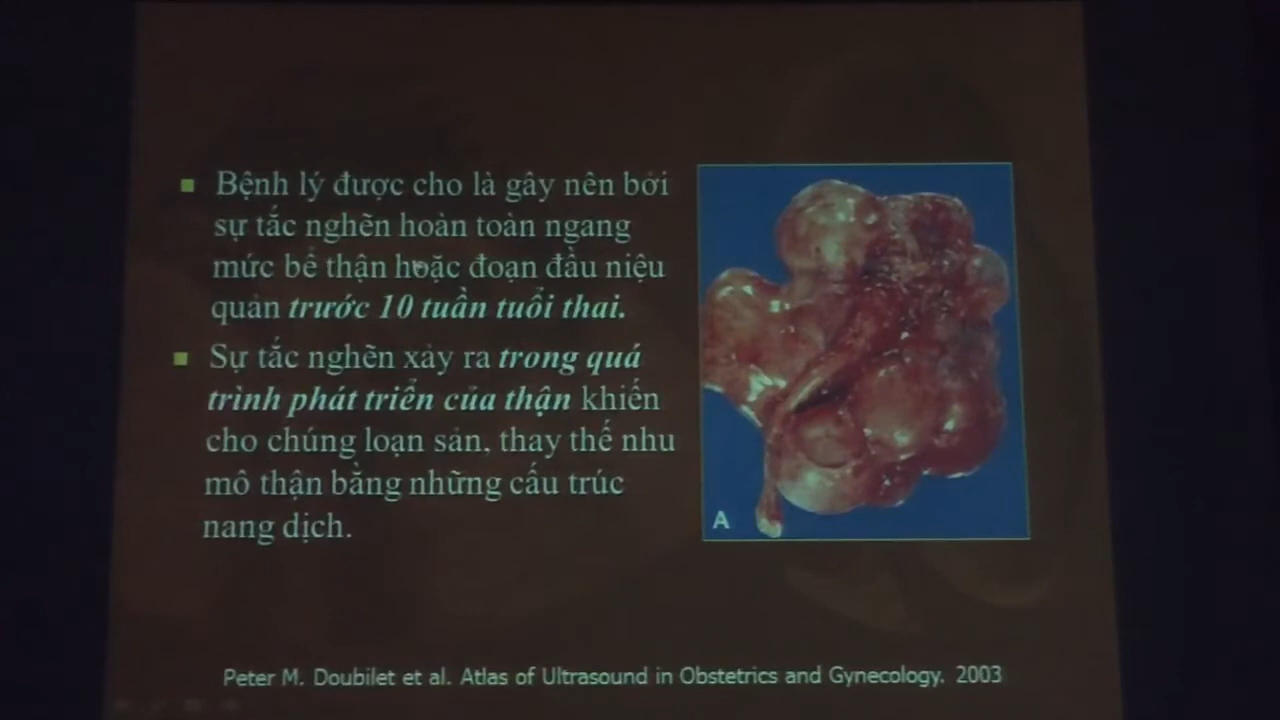 Bệnh lý được cho là gây nên bởi
sự tắc nghẽn hoàn toàn ngang
mức bể thận hoặc đoạn đầu niệu
quản trước 10 tuần tuổi thai.
Sự tắc nghẽn xảy ra trong quá
trình phát triển của thận khiến
cho chúng loạn sản, thay thế nhu
mô thận bằng những cấu trúc
nang dịch.
A
Peter M. Doubilet et al. Atlas of Ultrasound in Obstetrics and Gynecology. 2003